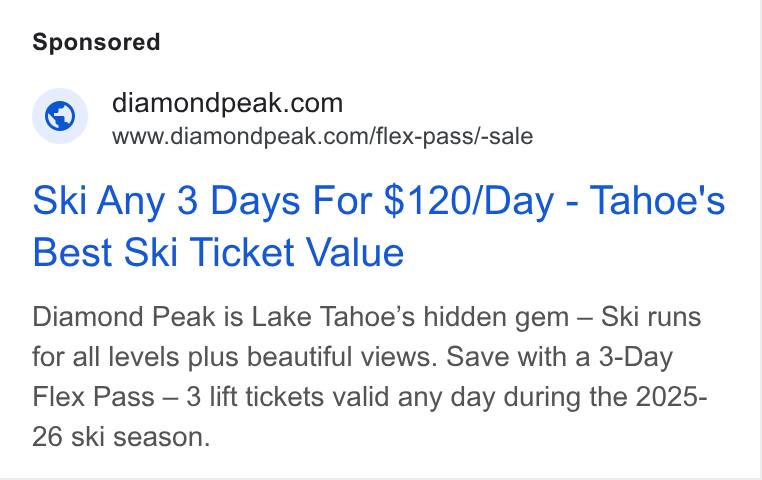 Sponsored
diamondpeak.com
www.diamondpeak.com/flex-pass/-sale
Ski Any 3 Days For $120/Day - Tahoe's
Best Ski Ticket Value
Diamond Peak is Lake Tahoe’s hidden gem – Ski runs
for all levels plus beautiful views. Save with a 3-Day
Flex Pass – 3 lift tickets valid any day during the 2025-
26 ski season.